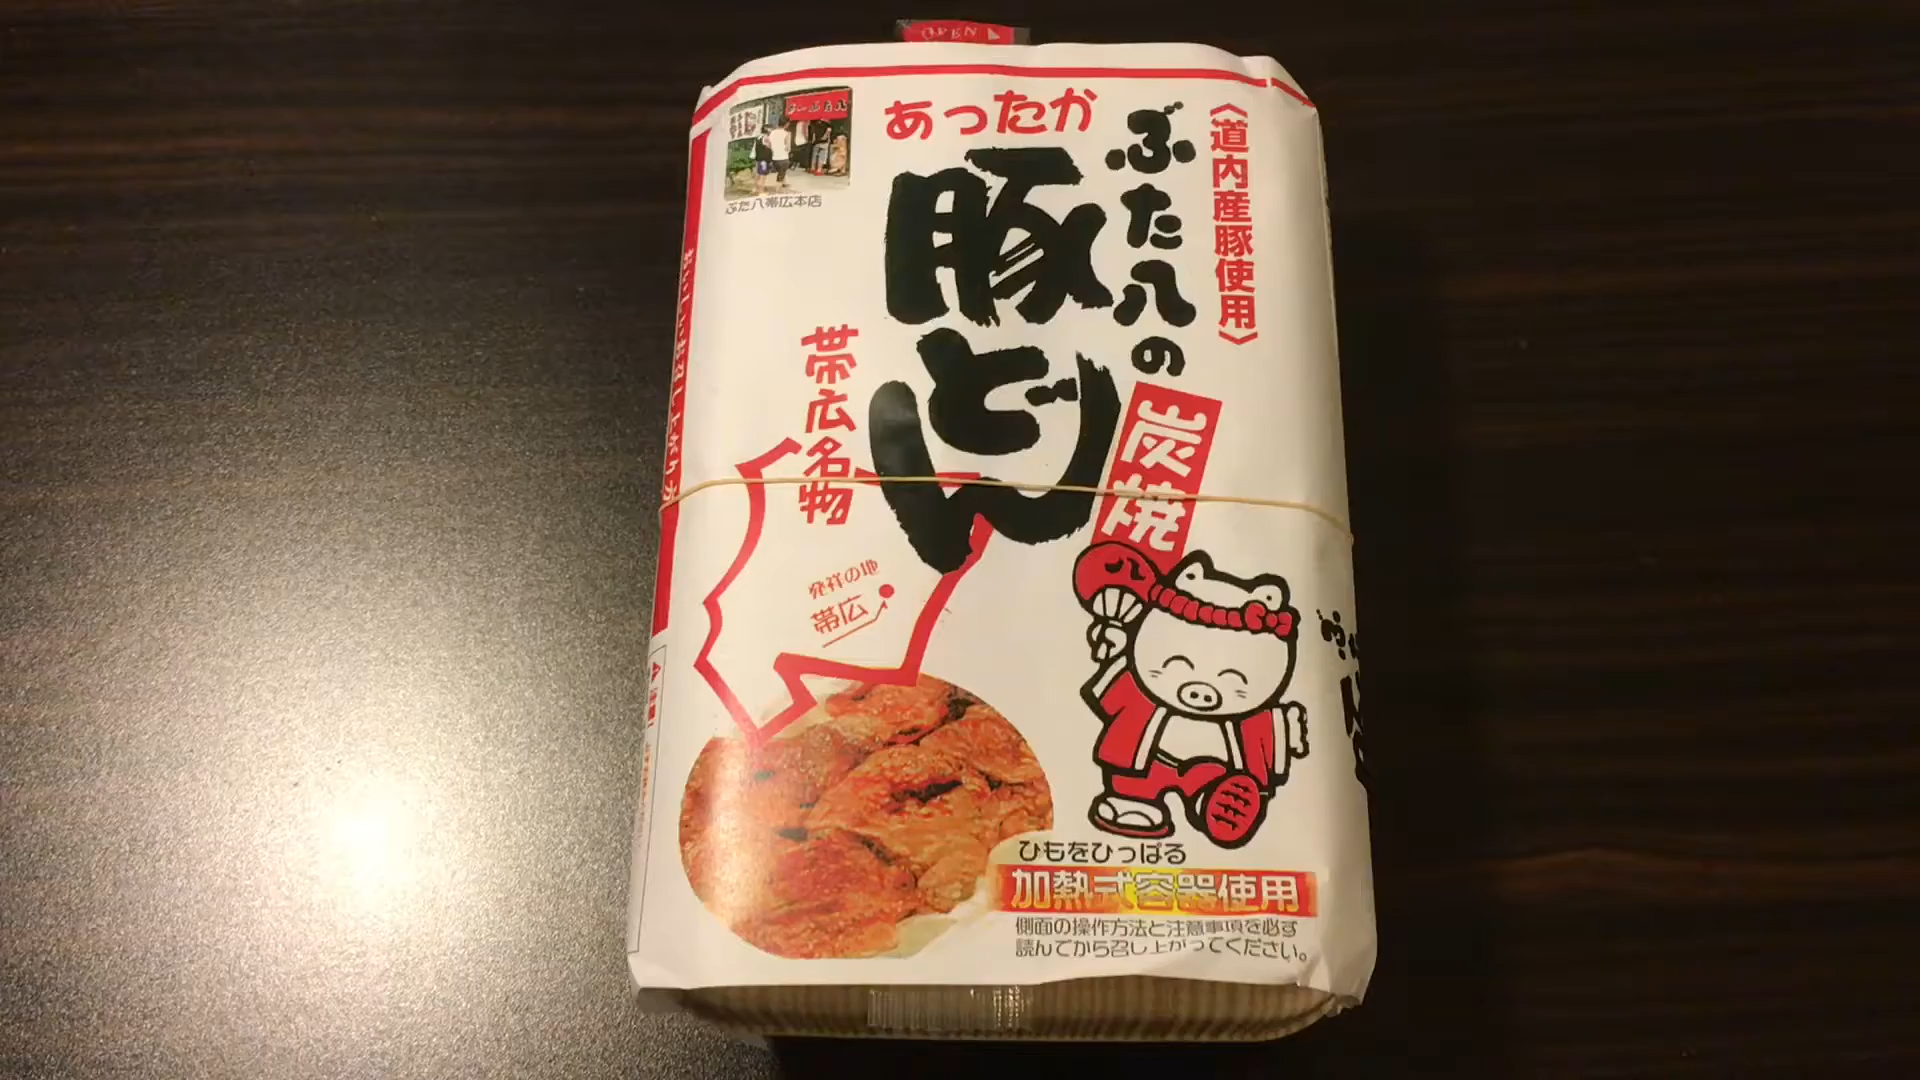 OPEN
〈道内産豚使用〉
ぶた八の
炭焼
あったか
豚どん
ぶた八帯広本店
帯広名物
発祥の地
帯広
八
ひもをひっぱる
加熱式容器使用
側面の操作方法と注意事項を必ず
読んでから召し上がってください。